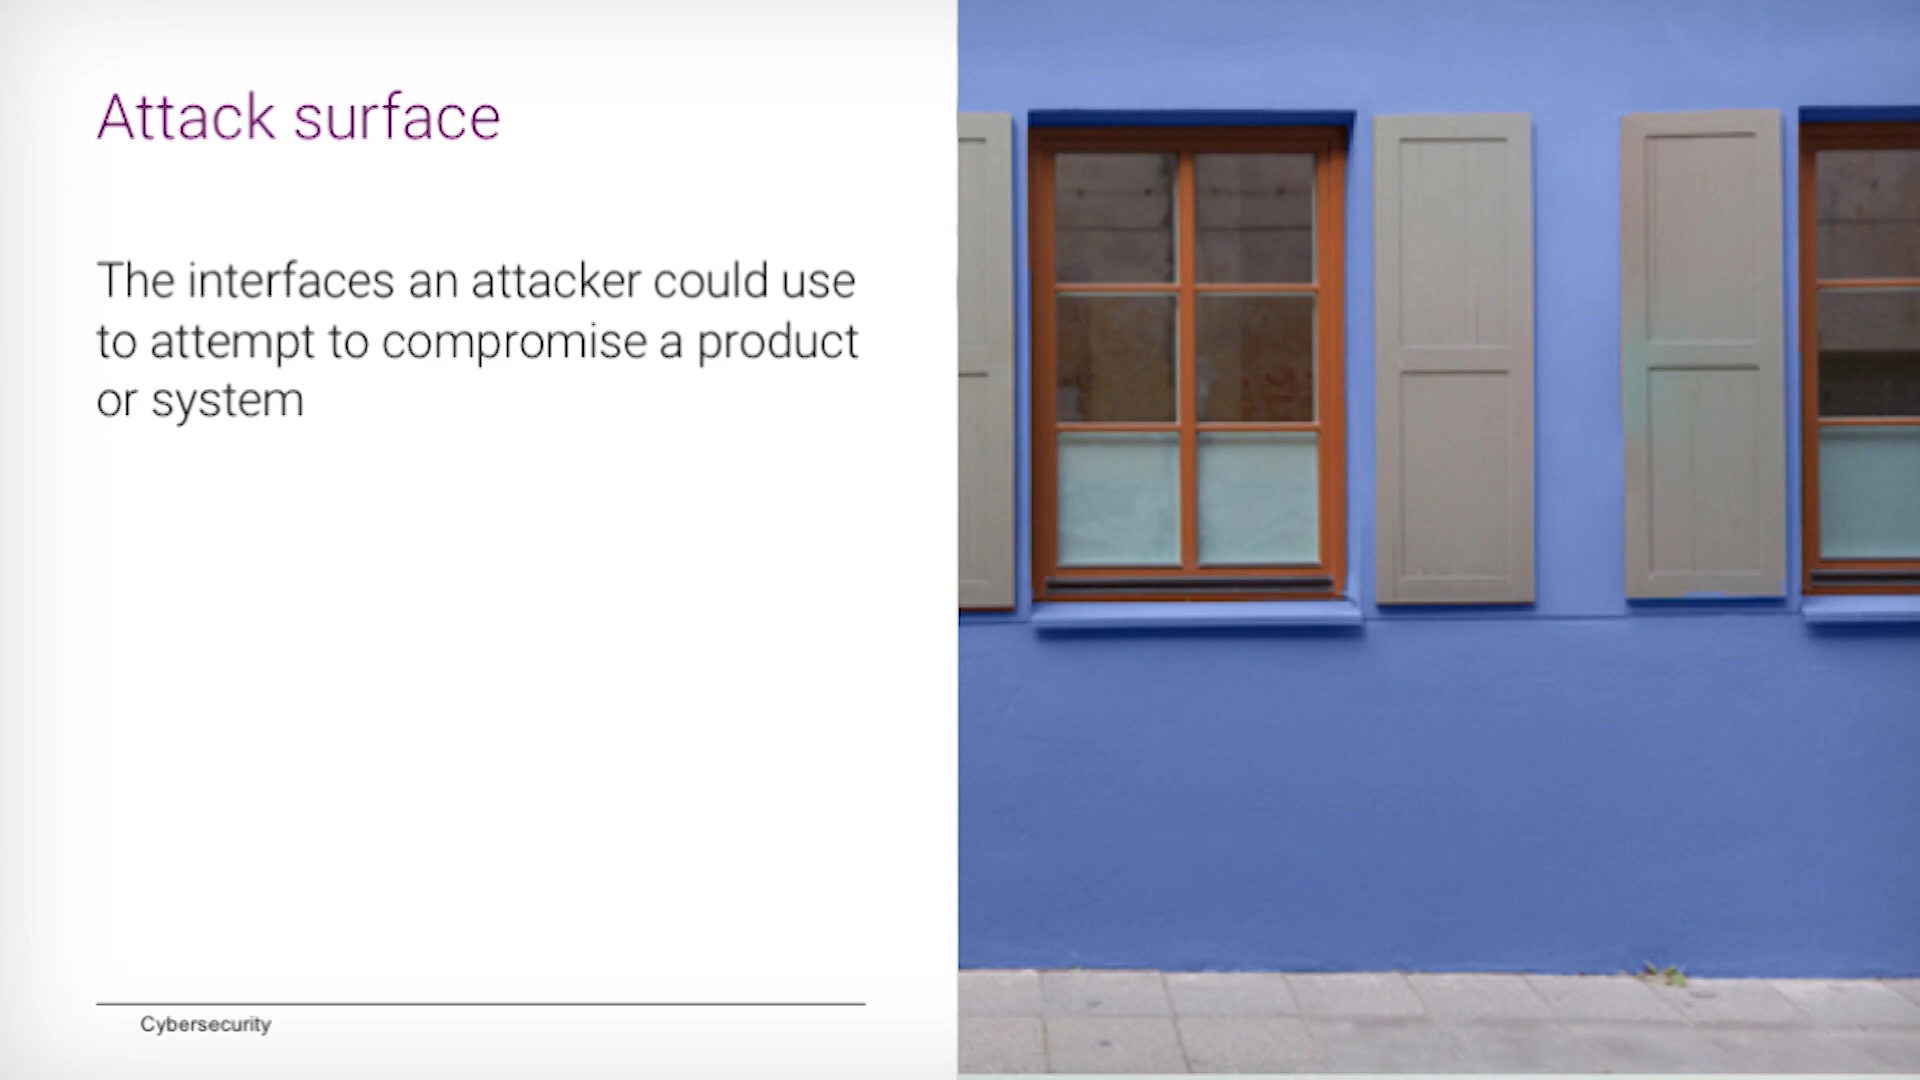 Attack surface
The interfaces an attacker could use
to attempt to compromise a product
or system
Cybersecurity